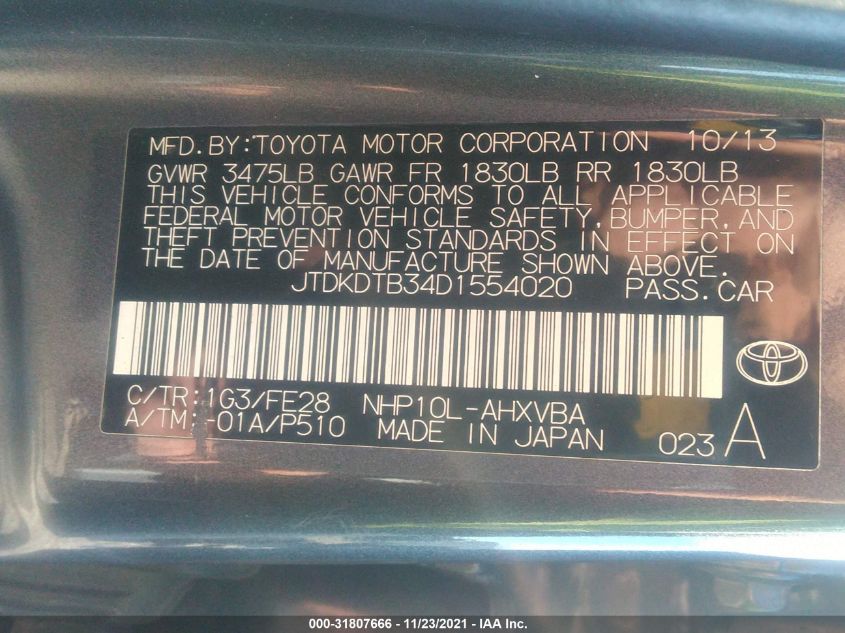 MFD.BY:TOYOTA MOTOR CORPORATION 10/13
GVWR 3475LB GAWR FR 1830LB RR 1830LB
THIS VEHICLE CONFORMS TO ALL APPLICABLE
FEDERAL MOTOR VEHICLE SAFETY, BUMPER, AND
THEFT PREVENTION STANDARDS IN EFFECT ON
THE DATE OF MANUFACTURE SHOWN ABOVE.
JTDKDTB34D1554020 PASS.CAR
C/TR:1G3/FE28 NHP10L-AHXVBA
A/TM:-01A/P510 MADE IN JAPAN 023 A
000-31807666 - 11/23/2021 - IAA Inc.